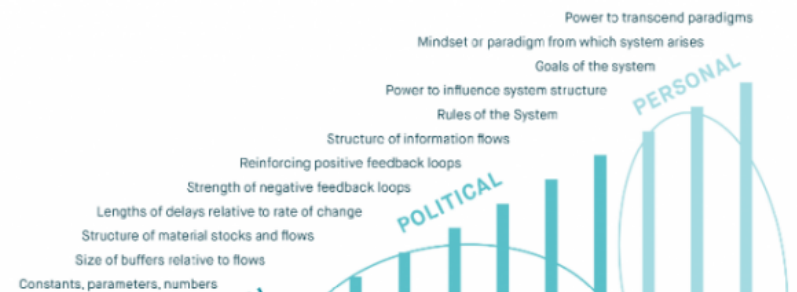 Power to transcend paradigms
Mindset or paradigm from which system arises
Goals of the system
PERSONAL
Power to influence system structure
Rules of the System
Structure of information flows
Reinforcing positive feedback loops
Strength of negative feedback loops
POLITICAL
Lengths of delays relative to rate of change
Structure of material stocks and flows
Size of buffers relative to flows
Constants, parameters, numbers